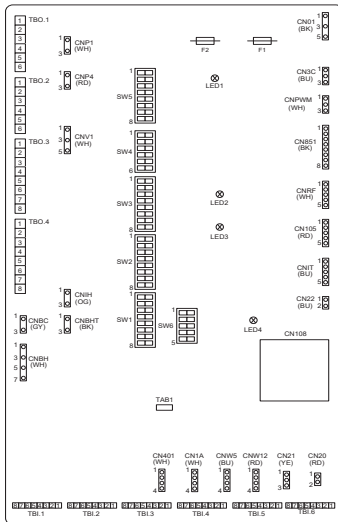 TBO.1
1
2
3
4
5
6
TBO.2
1
2
3
4
5
6
TBO.3
1
2
3
4
5
6
7
8
TBO.4
1
2
3
4
5
6
7
8
1
3
CNP1
(WH)
1
3
CNP4
(RD)
1
3
5
CNV1
(WH)
1
3
CNIH
(OG)
1
3
CNBC
(GY)
1
3
CNBHT
(BK)
1
3
5
7
CNBH
(WH)
1
SW5
8
1
SW4
6
1
SW3
8
1
SW2
8
1
SW1
8
1
SW6
5
F2
F1
LED1
LED2
LED3
LED4
1
3
5
CN01
(BK)
1
3
CN3C
(BU)
1
3
CNPWM
(WH)
1
8
CN851
(BK)
1
5
CNRF
(WH)
1
5
CN105
(RD)
1
5
CNIT
(BU)
1
2
CN22
(BU)
CN108
TAB1
CN401
(WH)
1
4
CN1A
(WH)
1
4
CNW5
(BU)
1
4
CNW12
(RD)
1
4
CN21
(YE)
1
3
CN20
(RD)
1
2
87654321 87654321 87654321 87654321 87654321 87654321
TBI.1 TBI.2 TBI.3 TBI.4 TBI.5 TBI.6